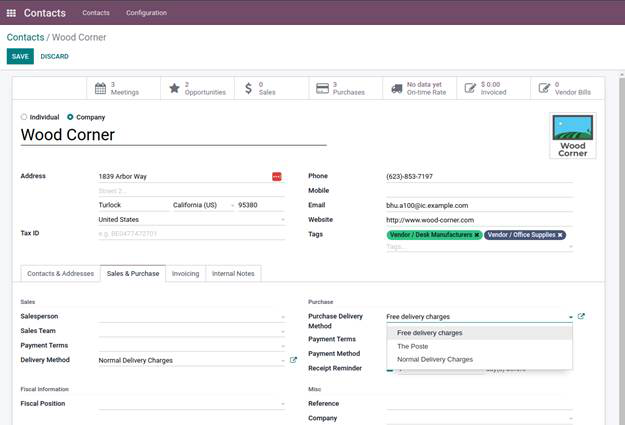 Contacts Contacts Configuration
Contacts / Wood Corner
SAVE DISCARD
3 Meetings
2 Opportunities
0 Sales
3 Purchases
No data yet On-time Rate
$ 0.00 Invoiced
0 Vendor Bills
Individual Company
Wood Corner
Wood
Corner
Address 1839 Arbor Way
Street 2...
Turlock California (US) 95380
United States
Tax ID e.g. BE0477472701
Phone (623)-853-7197
Mobile
Email bhu.a100@ic.example.com
Website http://www.wood-corner.com
Tags Vendor / Desk Manufacturers Vendor / Office Supplies
Tags...
Contacts & Addresses Sales & Purchase Invoicing Internal Notes
Sales
Salesperson
Sales Team
Payment Terms
Delivery Method Normal Delivery Charges
Fiscal Information
Fiscal Position
Purchase
Purchase Delivery Method Free delivery charges
Free delivery charges
The Poste
Normal Delivery Charges
Payment Terms
Payment Method
Receipt Reminder
Misc
Reference
Company